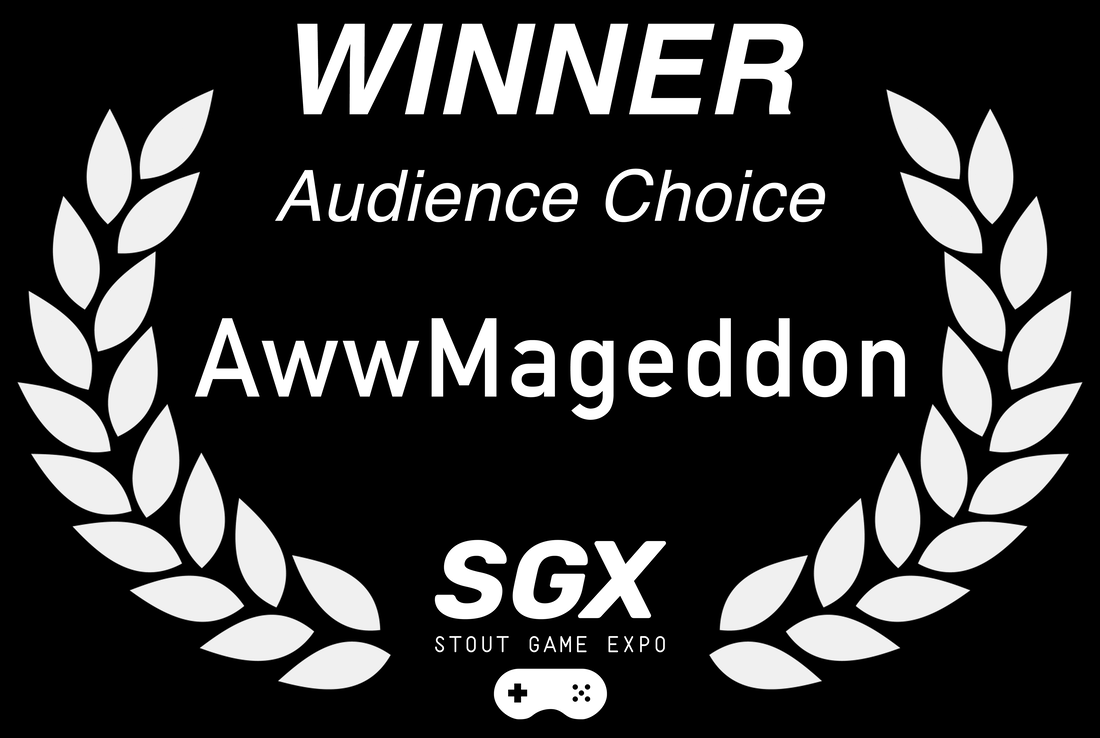 WINNER
Audience Choice
AwwMageddon
SGX
STOUT GAME EXPO